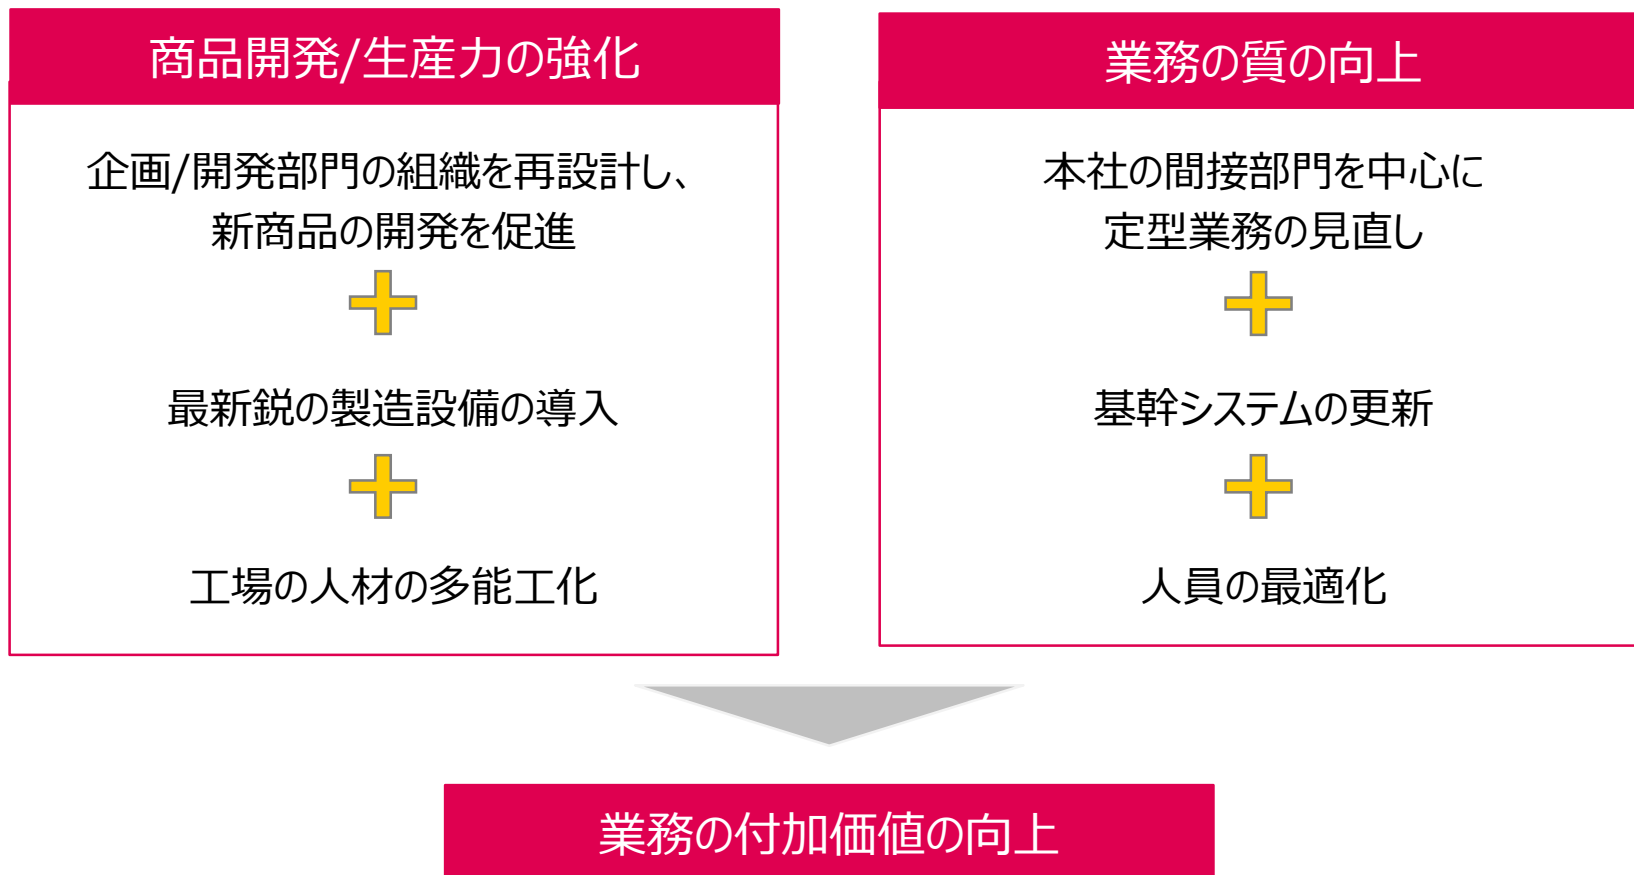 商品開発/生産力の強化
企画/開発部門の組織を再設計し、
新商品の開発を促進
最新鋭の製造設備の導入
工場の人材の多能工化
業務の質の向上
本社の間接部門を中心に
定型業務の見直し
基幹システムの更新
人員の最適化
業務の付加価値の向上